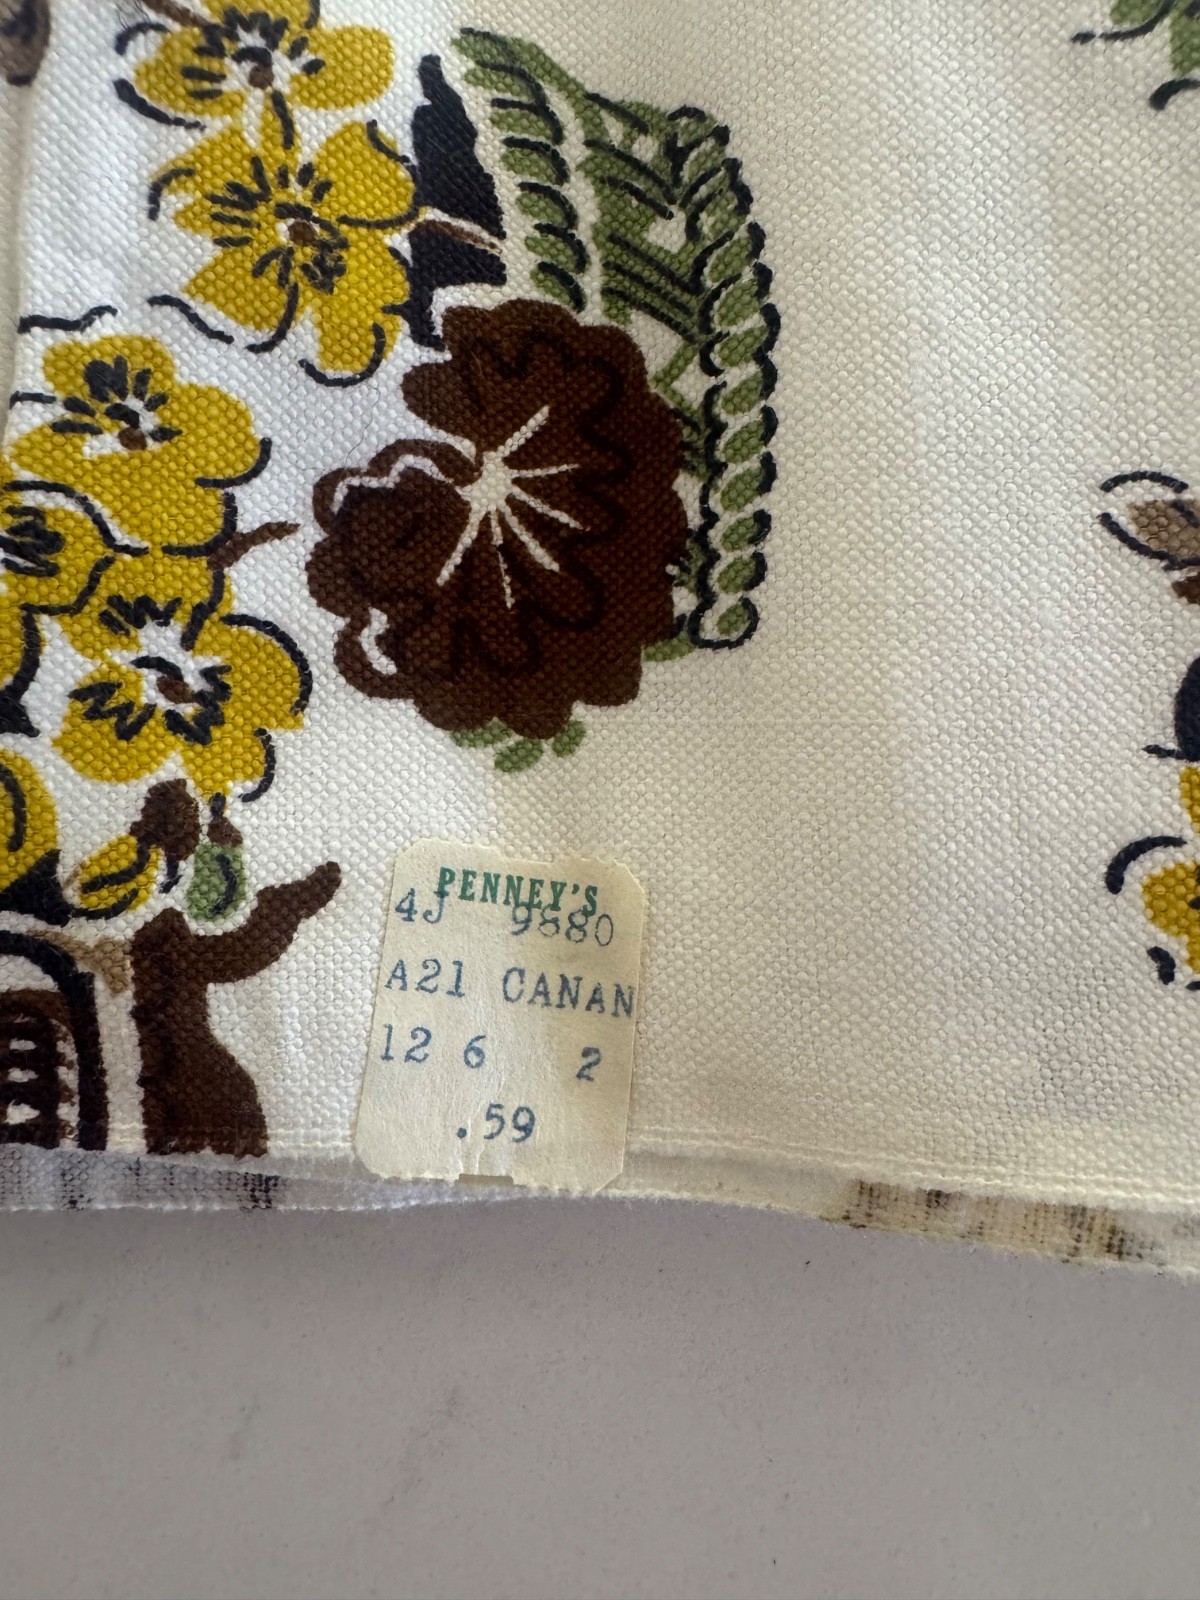 PENNEY'S
4J 9880
A21 CANAN
12 6 2
.59